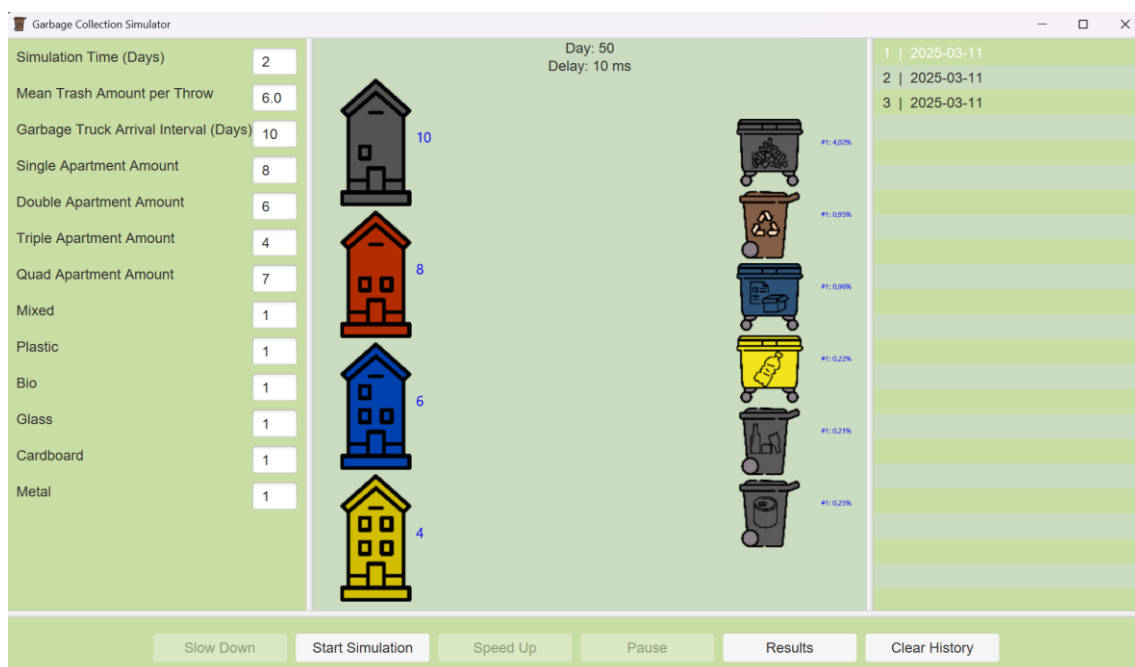 Garbage Collection Simulator
Simulation Time (Days) 2
Mean Trash Amount per Throw 6.0
Garbage Truck Arrival Interval (Days) 10
Single Apartment Amount 8
Double Apartment Amount 6
Triple Apartment Amount 4
Quad Apartment Amount 7
Mixed 1
Plastic 1
Bio 1
Glass 1
Cardboard 1
Metal 1
Day: 50
Delay: 10 ms
10
8
6
4
#1: 4,02%
#1: 0,95%
#1: 0,96%
#1: 0,22%
#1: 0,21%
#1: 0,25%
1 | 2025-03-11
2 | 2025-03-11
3 | 2025-03-11
Slow Down Start Simulation Speed Up Pause Results Clear History